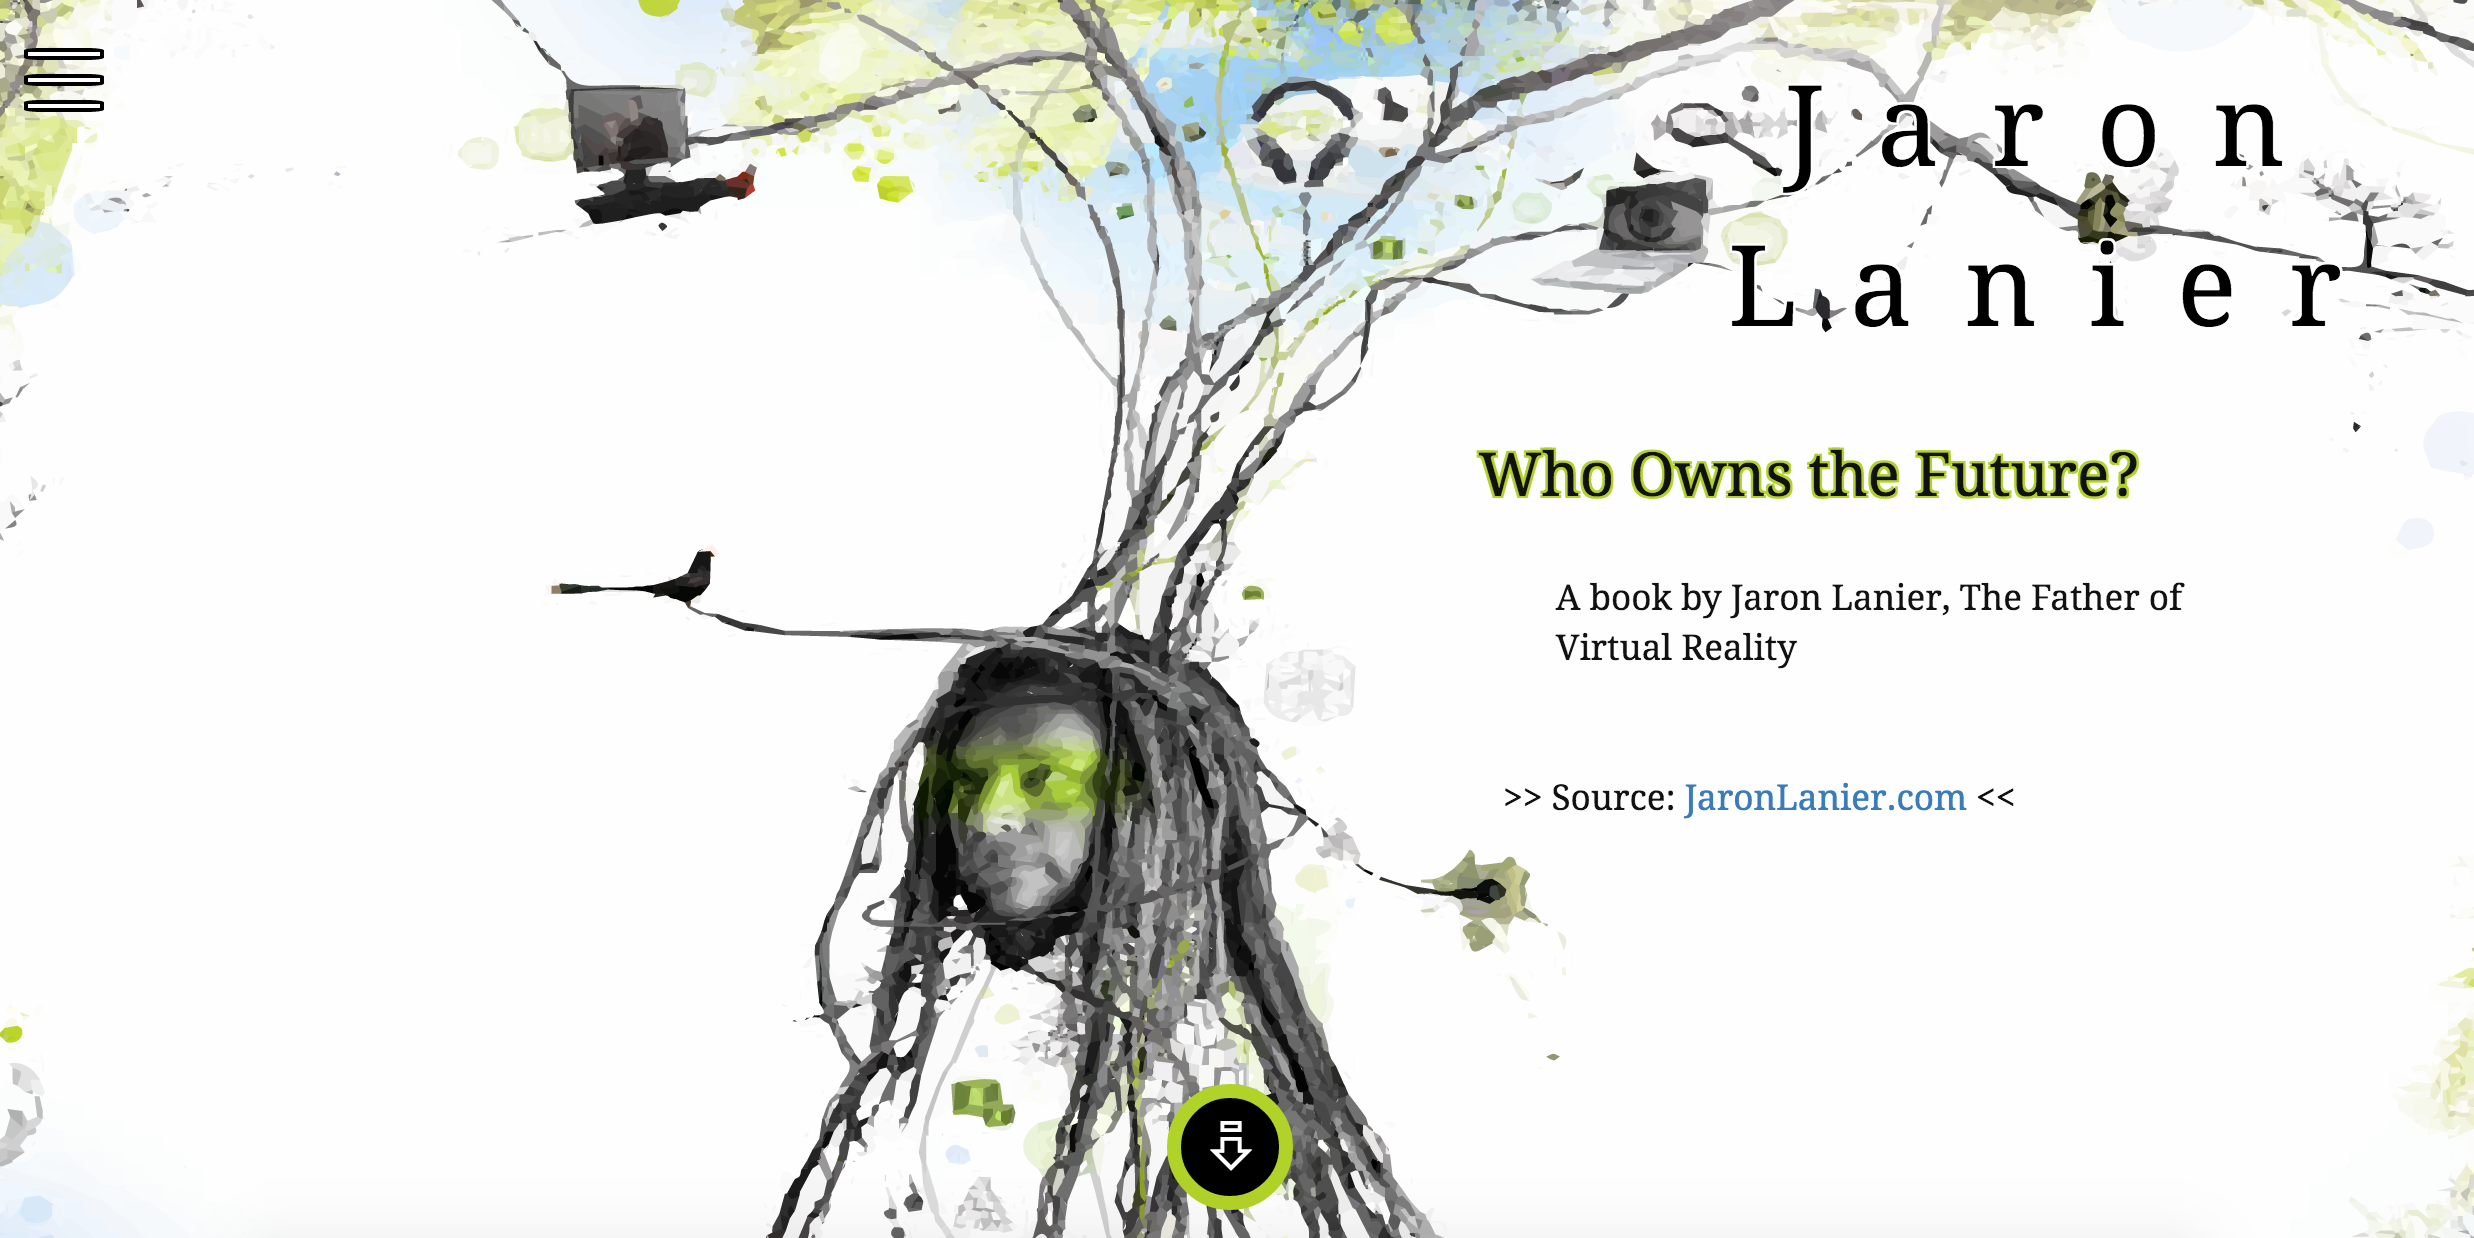 Jaron
Lanier
Who Owns the Future?
A book by Jaron Lanier, The Father of
Virtual Reality
>> Source: JaronLanier.com <<